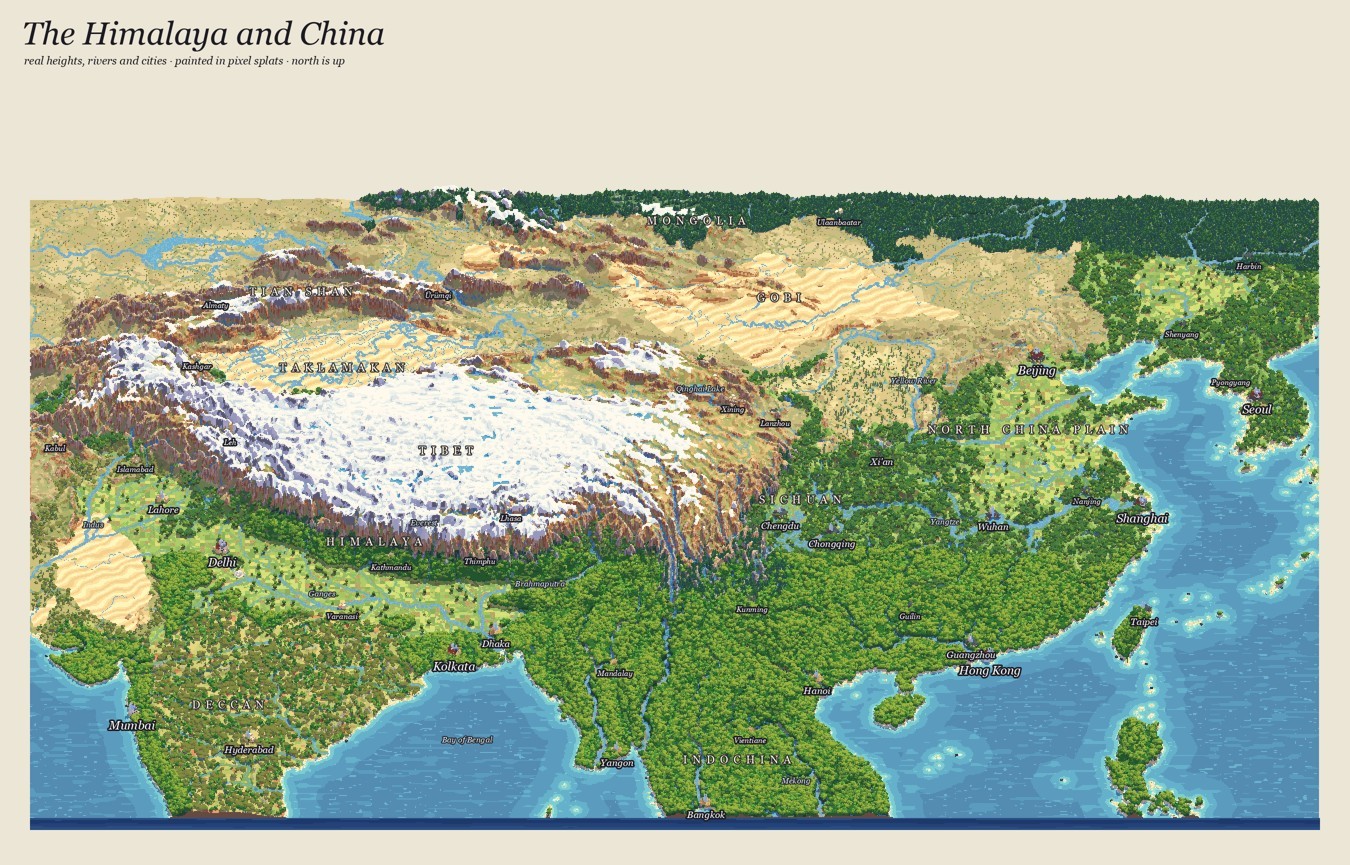 The Himalaya and China
real heights, rivers and cities · painted in pixel splats · north is up
MONGOLIA
Ulaanbaatar
Harbin
TIAN SHAN
Ürümqi
GOBI
Almaty
Shenyang
Kashgar
TAKLAMAKAN
Beijing
Yellow River
Pyongyang
Qinghai Lake
Xining
Seoul
Lanzhou
NORTH CHINA PLAIN
Leh
Kabul
TIBET
Xi'an
Islamabad
SICHUAN
Nanjing
Lahore
Indus
Everest
Lhasa
Chengdu
Yangtze
Wuhan
Shanghai
HIMALAYA
Chongqing
Delhi
Kathmandu
Thimphu
Brahmaputra
Ganges
Varanasi
Kunming
Guilin
Taipei
Dhaka
Kolkata
Guangzhou
Hong Kong
Mandalay
Hanoi
DECCAN
Mumbai
Bay of Bengal
Vientiane
Hyderabad
Yangon
INDOCHINA
Mekong
Bangkok